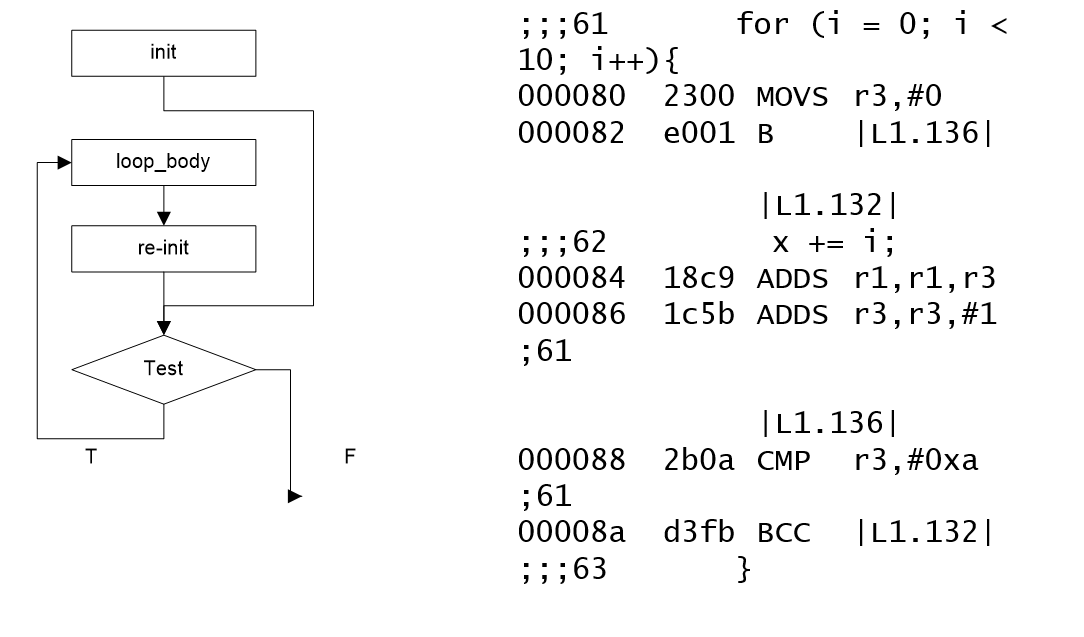 init
loop_body
re-init
Test
T
F
;;;61       for (i = 0; i <
10; i++){
000080  2300 MOVS r3,#0
000082  e001 B    |L1.136|
|L1.132|
;;;62         x += i;
000084  18c9 ADDS r1,r1,r3
000086  1c5b ADDS r3,r3,#1
;61
|L1.136|
000088  2b0a CMP  r3,#0xa
;61
00008a  d3fb BCC  |L1.132|
;;;63       }